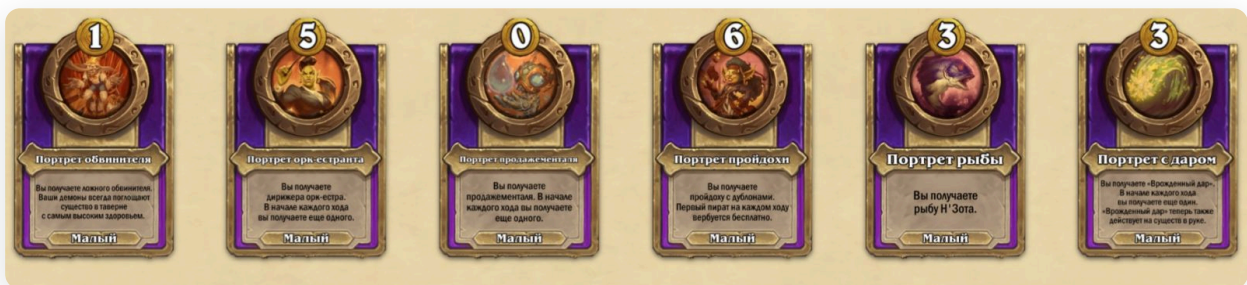 1
Портрет обвинителя
Вы получаете ложного обвинителя.
Ваши демоны всегда поглощают
существо в таверне
с самым высоким здоровьем.
Малый
5
Портрет орк-естранта
Вы получаете
дирижера орк-естра.
В начале каждого хода
вы получаете еще одного.
Малый
0
Портрет продажементаля
Вы получаете
продажементаля. В начале
каждого хода вы получаете
еще одного.
Малый
6
Портрет пройдохи
Вы получаете
пройдоху с дублонами.
Первый пират на каждом ходу
вербуется бесплатно.
Малый
3
Портрет рыбы
Вы получаете
рыбу Н'Зота.
Малый
3
Портрет с даром
Вы получаете «Врожденный дар».
В начале каждого хода
вы получаете еще один.
«Врожденный дар» теперь также
действует на существ в руке.
Малый